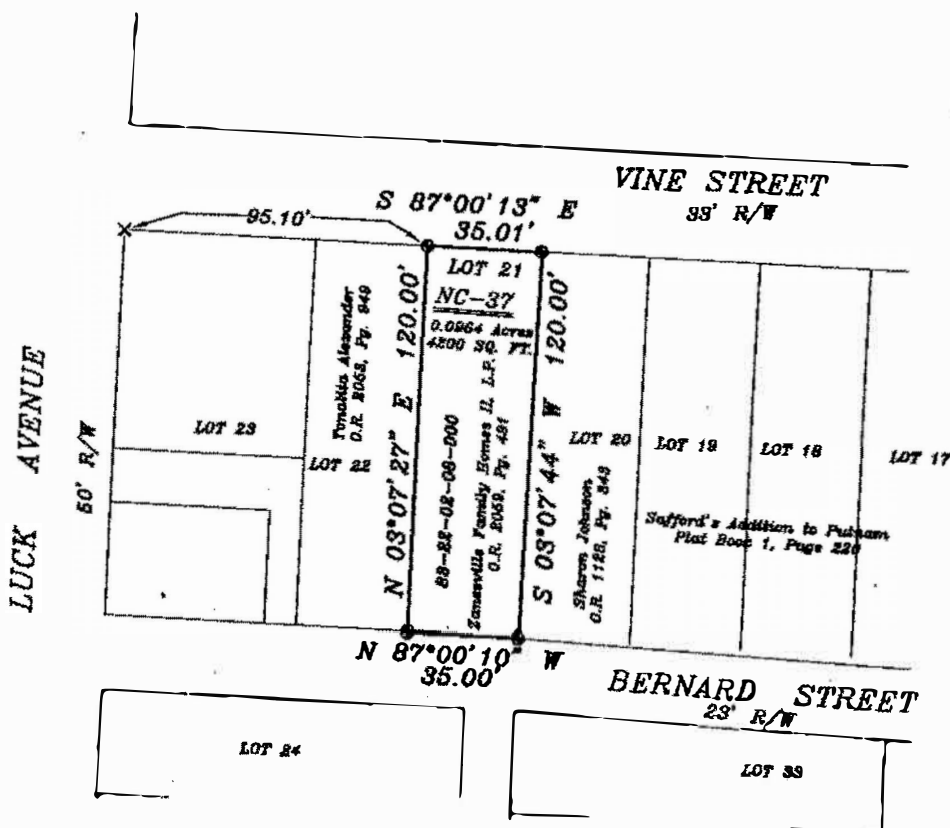 VINE STREET
33' R/W
S 87°00'13" E
35.01'
95.10'
LOT 21
NC-37
0.0964 Acres
4200 SQ. FT.
120.00'
N 03°07'27" E
88-22-02-08-000
Zanesville Family Homes II, L.P.
O.R. 2059, Pg. 491
120.00'
S 03°07'44" W
Alexander
O.R. 2053, Pg. 949
LOT 22
LOT 23
LUCK AVENUE
50' R/W
LOT 20
Sharon Johnson
O.R. 1128, Pg. 343
LOT 19
LOT 18
LOT 17
Safford's Addition to Putnam
Plat Book 1, Page 220
N 87°00'10" W
35.00'
BERNARD STREET
23' R/W
LOT 24
LOT 33